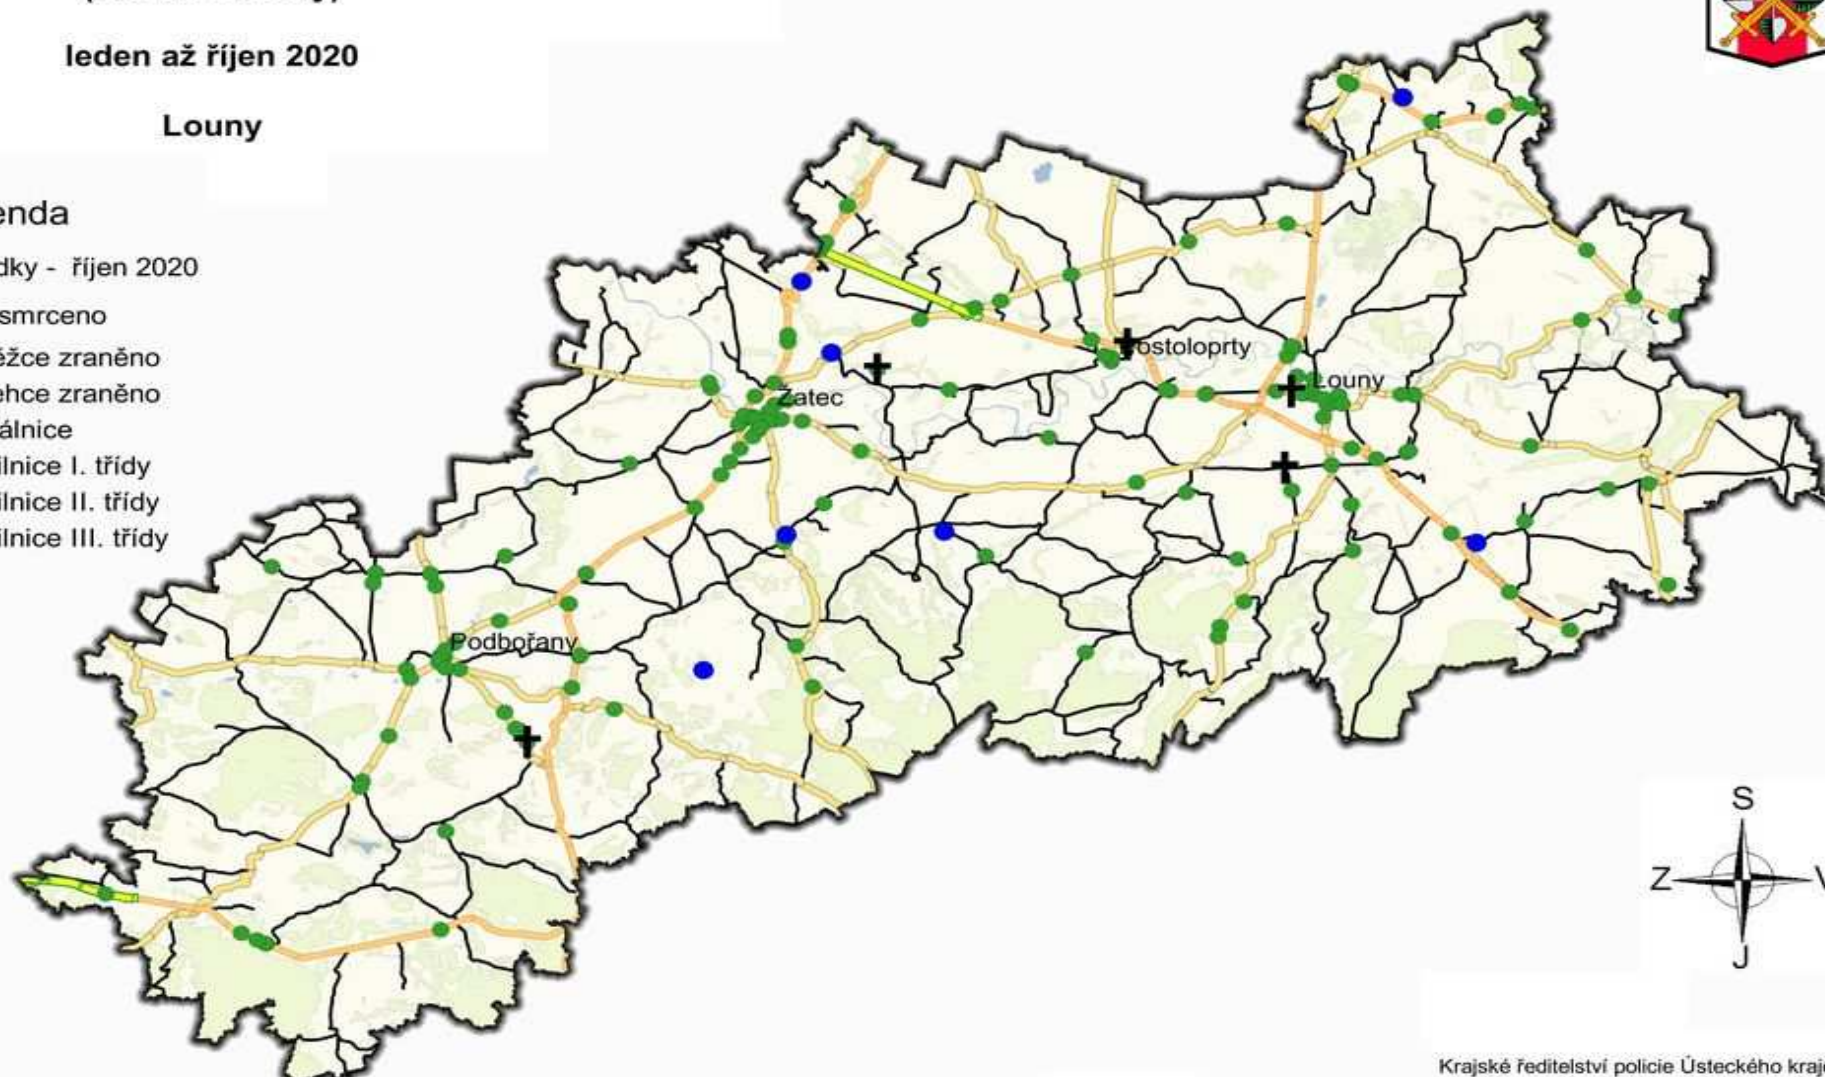 leden až říjen 2020
Louny
enda
dky - říjen 2020
smrceno
ěžce zraněno
ehce zraněno
álnice
ilnice I. třídy
ilnice II. třídy
ilnice III. třídy
ostoloprty
Louny
Žatec
Podbořany
S
Z
V
J
Krajské ředitelství policie Ústeckého kraje